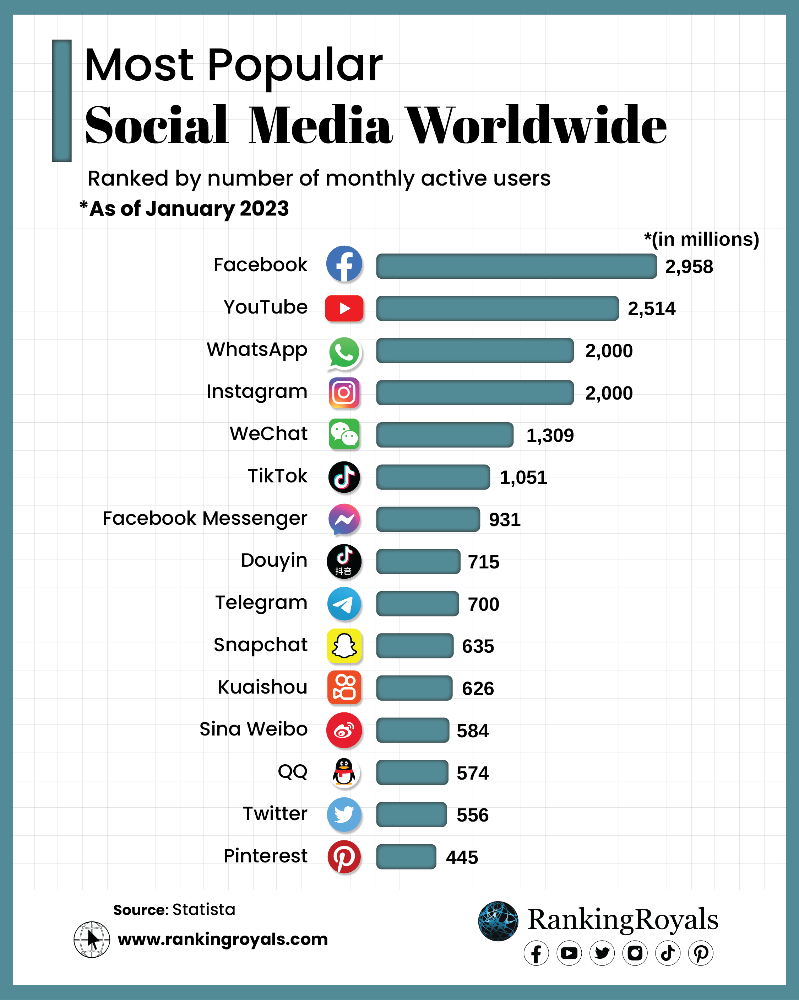 Most Popular
Social Media Worldwide
Ranked by number of monthly active users
*As of January 2023
*(in millions)
Facebook 2,958
YouTube 2,514
WhatsApp 2,000
Instagram 2,000
WeChat 1,309
TikTok 1,051
Facebook Messenger 931
Douyin 抖音 715
Telegram 700
Snapchat 635
Kuaishou 626
Sina Weibo 584
QQ 574
Twitter 556
Pinterest 445
Source: Statista
www.rankingroyals.com
RankingRoyals